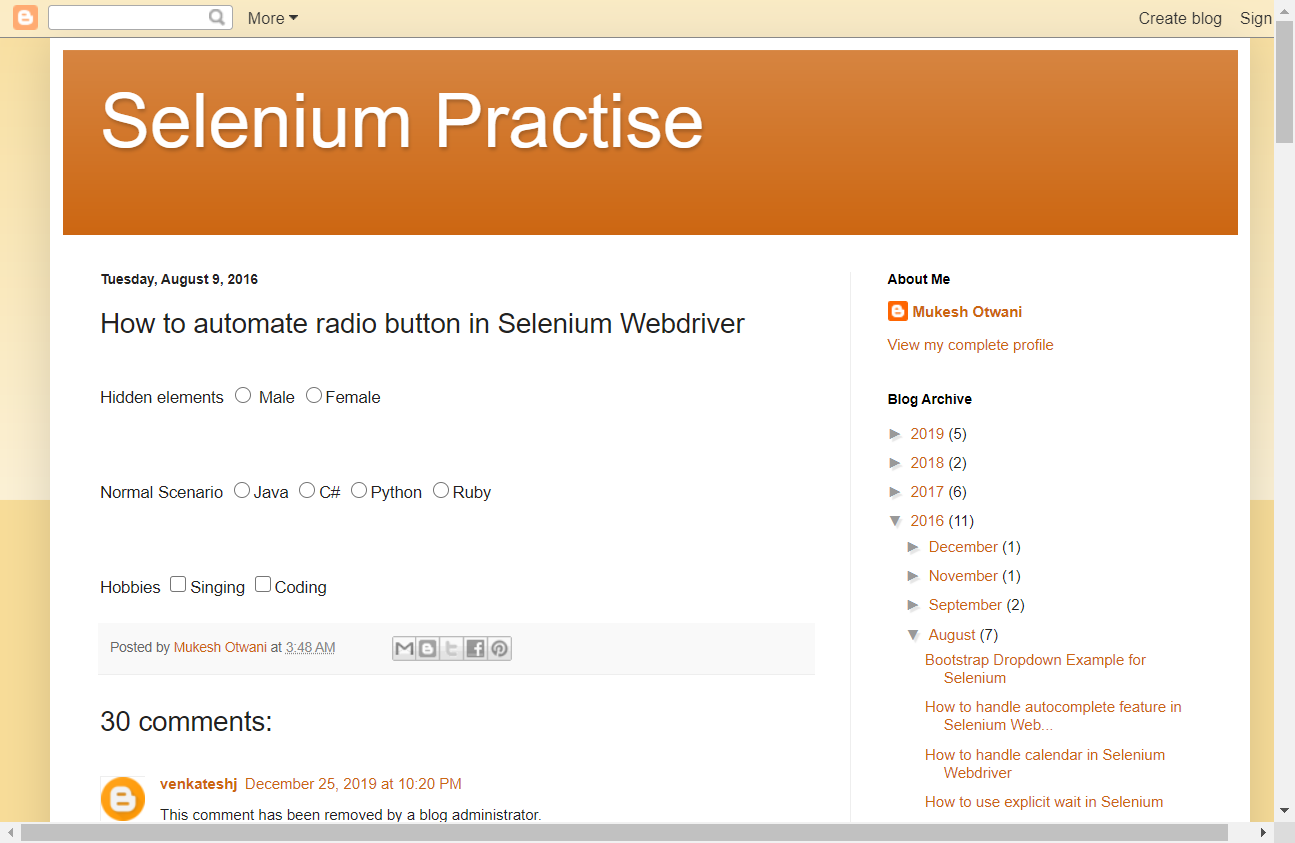 More
Create blog
Sign
Selenium Practise
Tuesday, August 9, 2016
How to automate radio button in Selenium Webdriver
Hidden elements Male Female
Normal Scenario Java C# Python Ruby
Hobbies Singing Coding
Posted by Mukesh Otwani at 3:48 AM
30 comments:
venkateshj December 25, 2019 at 10:20 PM
This comment has been removed by a blog administrator.
About Me
Mukesh Otwani
View my complete profile
Blog Archive
► 2019 (5)
► 2018 (2)
► 2017 (6)
▼ 2016 (11)
► December (1)
► November (1)
► September (2)
▼ August (7)
Bootstrap Dropdown Example for
Selenium
How to handle autocomplete feature in
Selenium Web...
How to handle calendar in Selenium
Webdriver
How to use explicit wait in Selenium